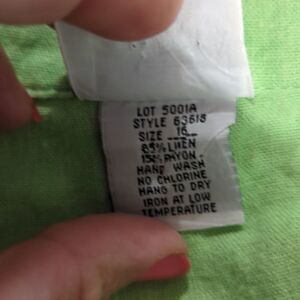 LOT 5001A
STYLE 63618
SIZE 16
85% LINEN
15% RAYON
HAND WASH
NO CHLORINE
HANG TO DRY
IRON AT LOW
TEMPERATURE